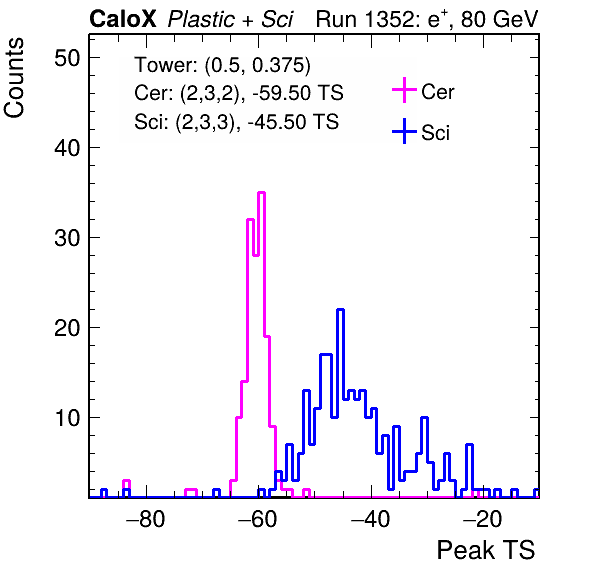 CaloX Plastic + Sci Run 1352: e+, 80 GeV
Tower: (0.5, 0.375)
Cer: (2,3,2), -59.50 TS
Sci: (2,3,3), -45.50 TS
Cer
Sci
Counts
50
40
30
20
10
−80 −60 −40 −20
Peak TS